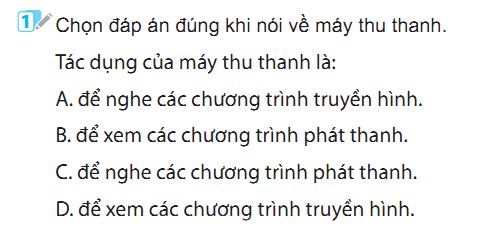 1 Chọn đáp án đúng khi nói về máy thu thanh.
Tác dụng của máy thu thanh là:
A. để nghe các chương trình truyền hình.
B. để xem các chương trình phát thanh.
C. để nghe các chương trình phát thanh.
D. để xem các chương trình truyền hình.